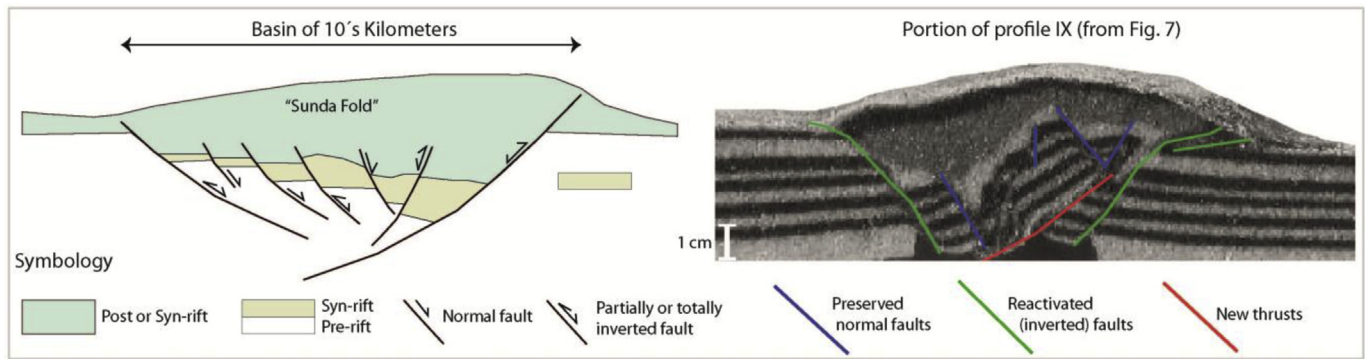 Basin of 10´s Kilometers
Portion of profile IX (from Fig. 7)
"Sunda Fold"
1 cm
Symbology
Post or Syn-rift
Syn-rift
Pre-rift
Normal fault
Partially or totally
inverted fault
Preserved
normal faults
Reactivated
(inverted) faults
New thrusts